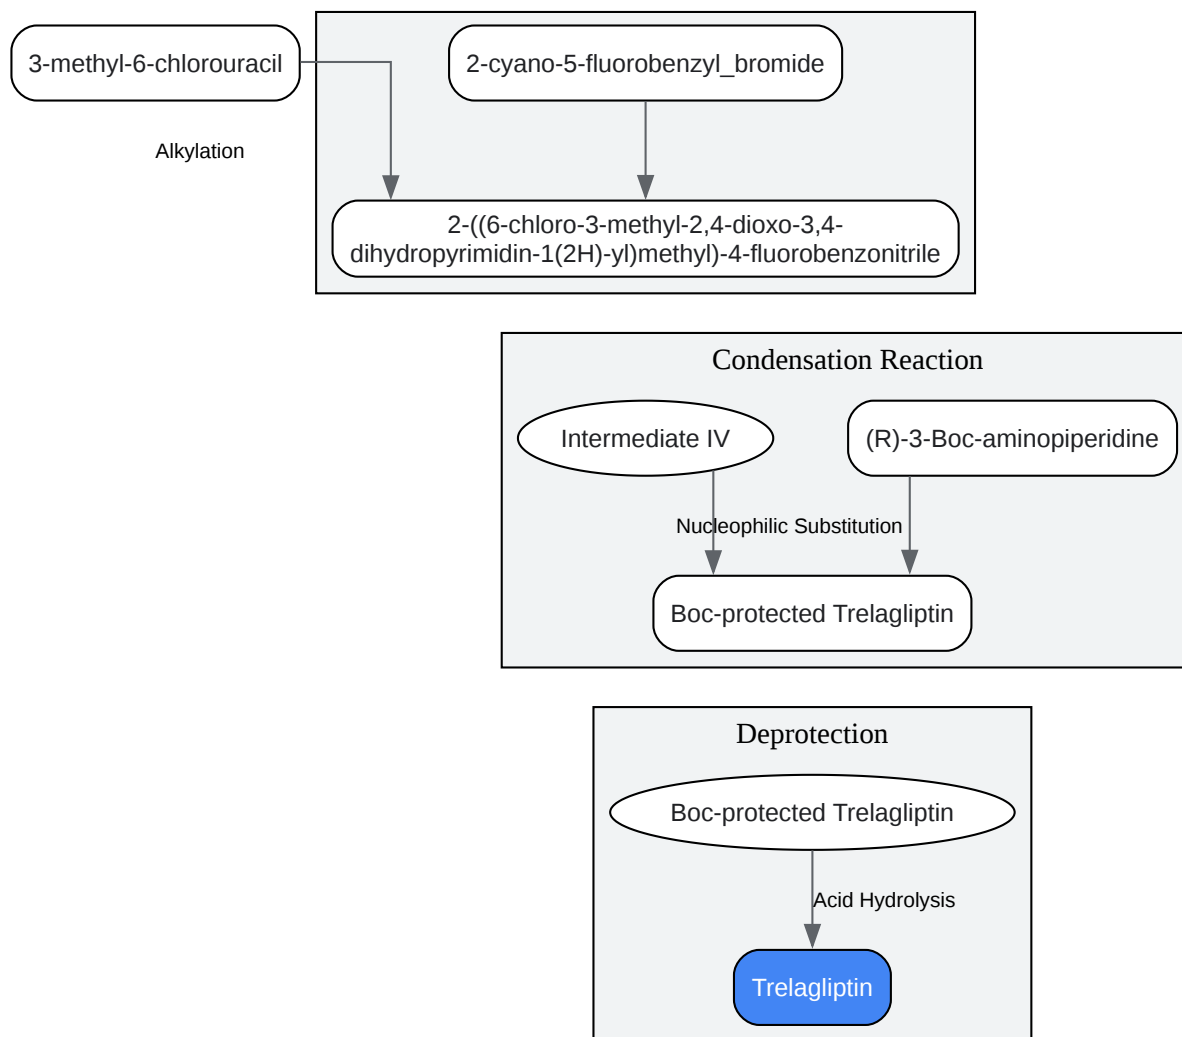 3-methyl-6-chlorouracil
2-cyano-5-fluorobenzyl_bromide
Alkylation
2-((6-chloro-3-methyl-2,4-dioxo-3,4-
dihydropyrimidin-1(2H)-yl)methyl)-4-fluorobenzonitrile
Condensation Reaction
Intermediate IV
(R)-3-Boc-aminopiperidine
Nucleophilic Substitution
Boc-protected Trelagliptin
Deprotection
Boc-protected Trelagliptin
Acid Hydrolysis
Trelagliptin